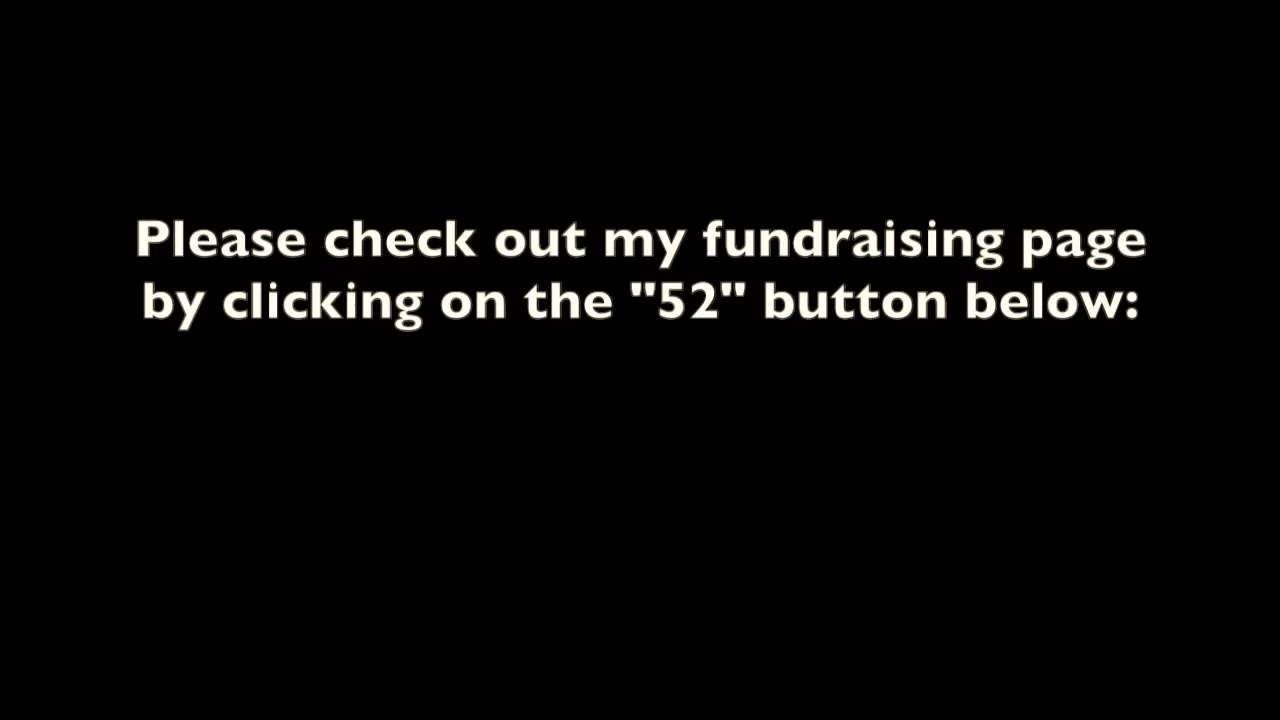 Please check out my fundraising page
by clicking on the "52" button below: